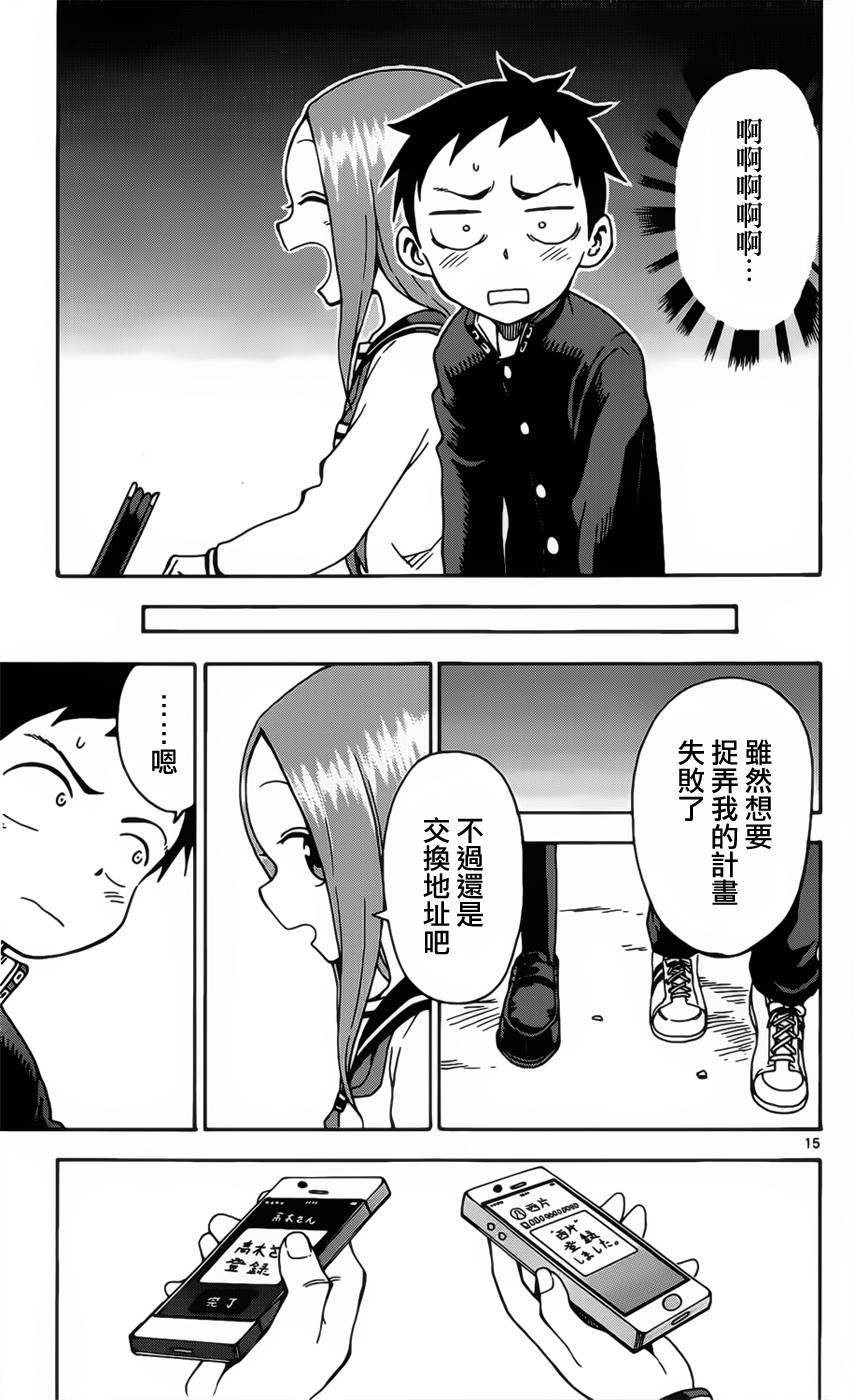 啊啊啊啊啊…
雖然想要
捉弄我的計畫
失敗了
不過還是
交換地址吧
……嗯
15
西片
"西片"
登録
しました。
高木さん
高木さ
登録
完了